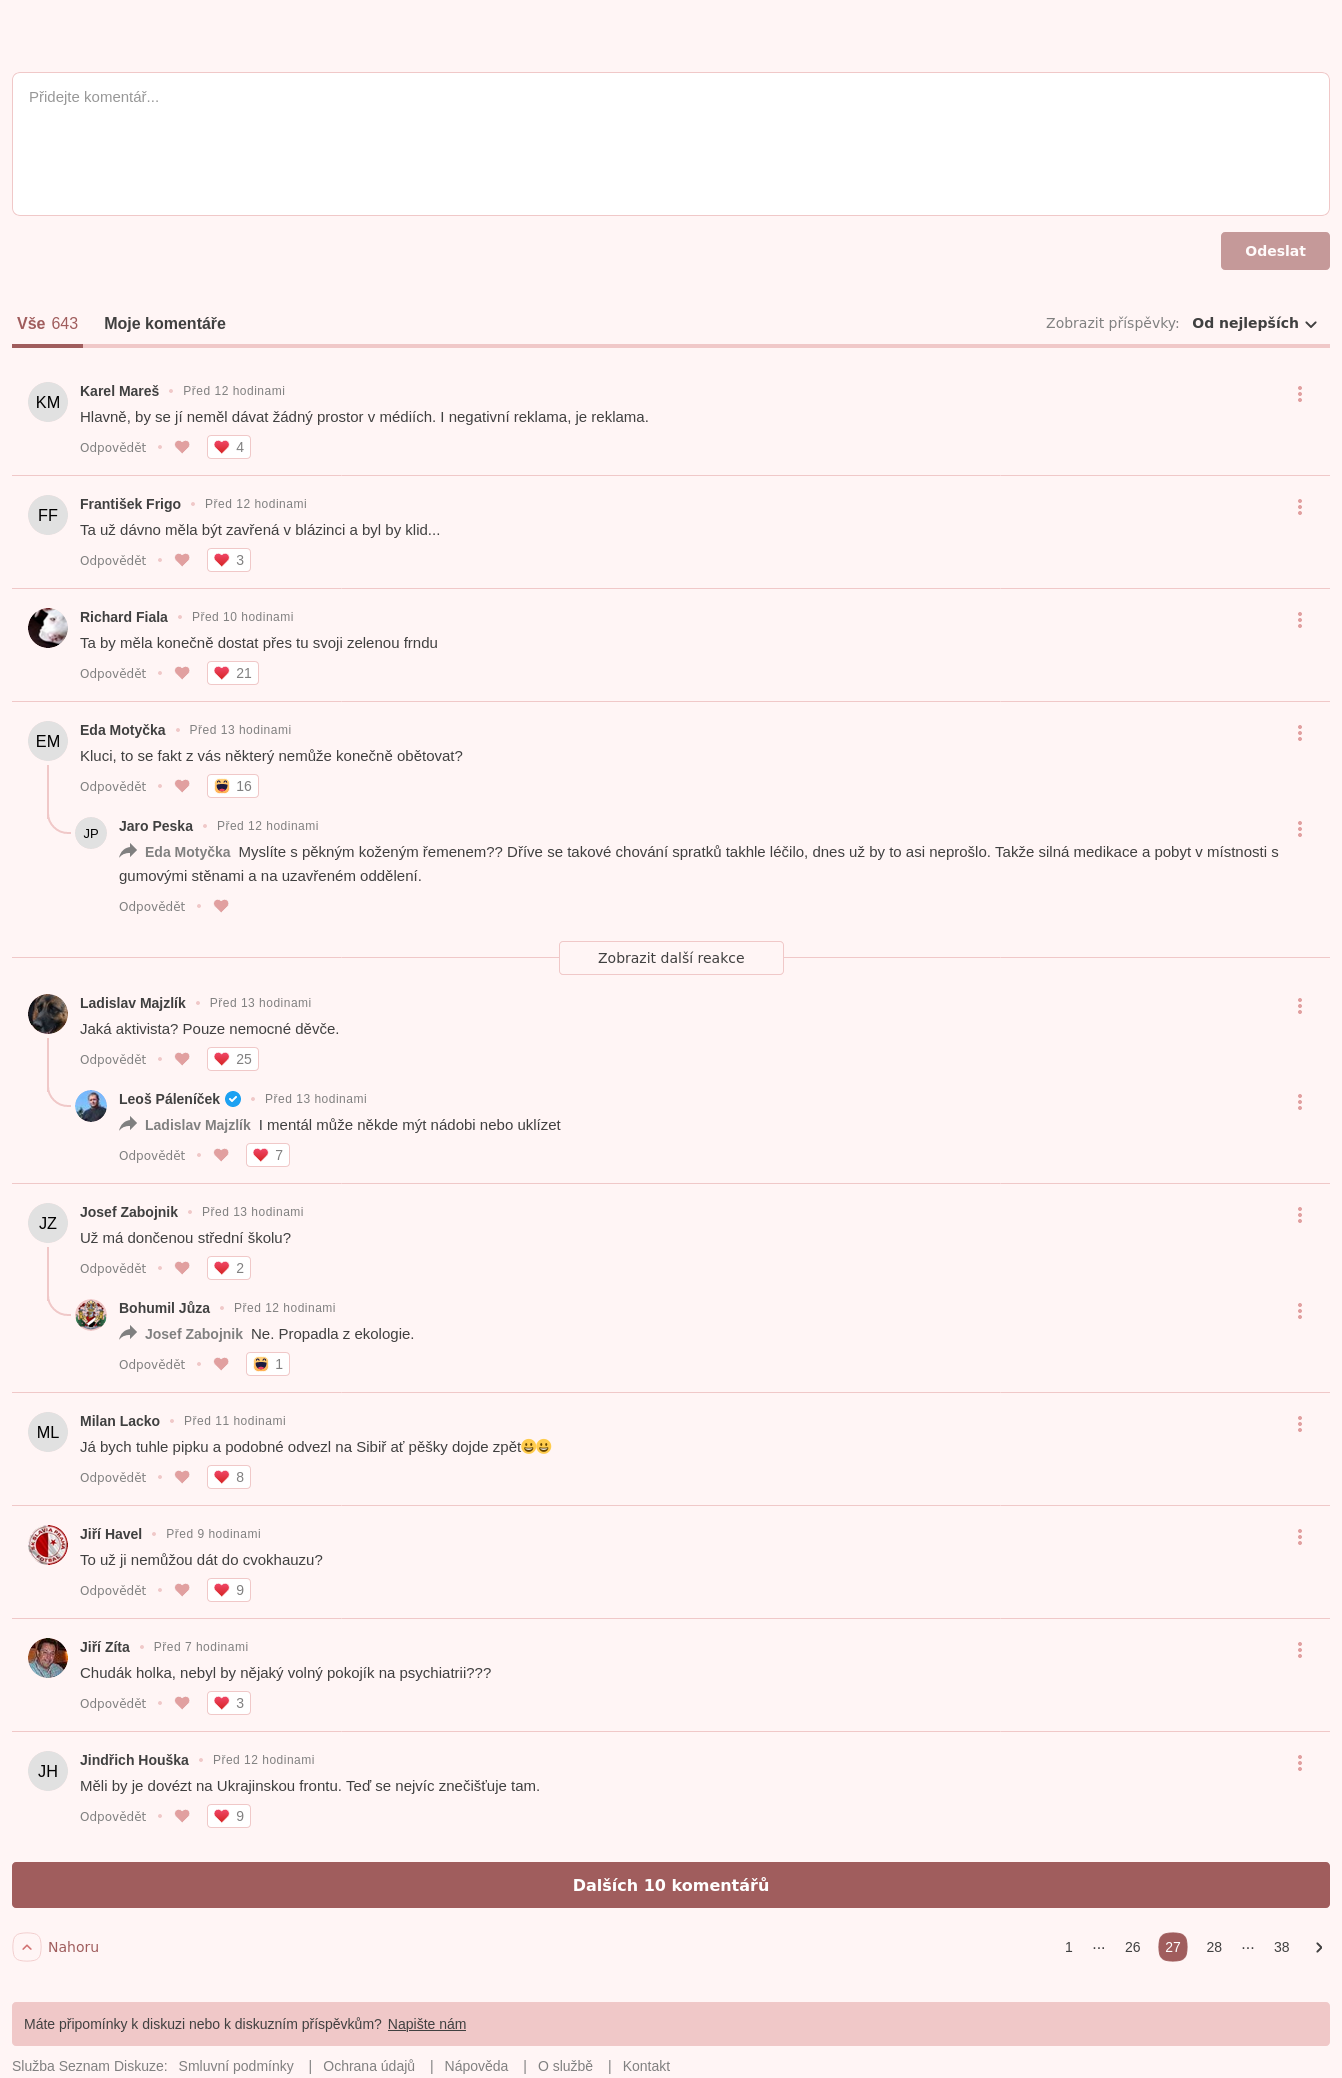 Přidejte komentář...
Odeslat
Vše 643 Moje komentáře Zobrazit příspěvky: Od nejlepších
KM Karel Mareš • Před 12 hodinami
Hlavně, by se jí neměl dávat žádný prostor v médiích. I negativní reklama, je reklama.
Odpovědět • 4
FF František Frigo • Před 12 hodinami
Ta už dávno měla být zavřená v blázinci a byl by klid...
Odpovědět • 3
Richard Fiala • Před 10 hodinami
Ta by měla konečně dostat přes tu svoji zelenou frndu
Odpovědět • 21
EM Eda Motyčka • Před 13 hodinami
Kluci, to se fakt z vás některý nemůže konečně obětovat?
Odpovědět • 16
JP Jaro Peska • Před 12 hodinami
Eda Motyčka Myslíte s pěkným koženým řemenem?? Dříve se takové chování spratků takhle léčilo, dnes už by to asi neprošlo. Takže silná medikace a pobyt v místnosti s
gumovými stěnami a na uzavřeném oddělení.
Odpovědět •
Zobrazit další reakce
Ladislav Majzlík • Před 13 hodinami
Jaká aktivista? Pouze nemocné děvče.
Odpovědět • 25
Leoš Páleníček • Před 13 hodinami
Ladislav Majzlík I mentál může někde mýt nádobi nebo uklízet
Odpovědět • 7
JZ Josef Zabojnik • Před 13 hodinami
Už má dončenou střední školu?
Odpovědět • 2
Bohumil Jůza • Před 12 hodinami
Josef Zabojnik Ne. Propadla z ekologie.
Odpovědět • 1
ML Milan Lacko • Před 11 hodinami
Já bych tuhle pipku a podobné odvezl na Sibiř ať pěšky dojde zpět😀😀
Odpovědět • 8
Jiří Havel • Před 9 hodinami
To už ji nemůžou dát do cvokhauzu?
Odpovědět • 9
Jiří Zíta • Před 7 hodinami
Chudák holka, nebyl by nějaký volný pokojík na psychiatrii???
Odpovědět • 3
JH Jindřich Houška • Před 12 hodinami
Měli by je dovézt na Ukrajinskou frontu. Teď se nejvíc znečišťuje tam.
Odpovědět • 9
Dalších 10 komentářů
Nahoru 1 ... 26 27 28 ... 38
Máte připomínky k diskuzi nebo k diskuzním příspěvkům? Napište nám
Služba Seznam Diskuze: Smluvní podmínky | Ochrana údajů | Nápověda | O službě | Kontakt